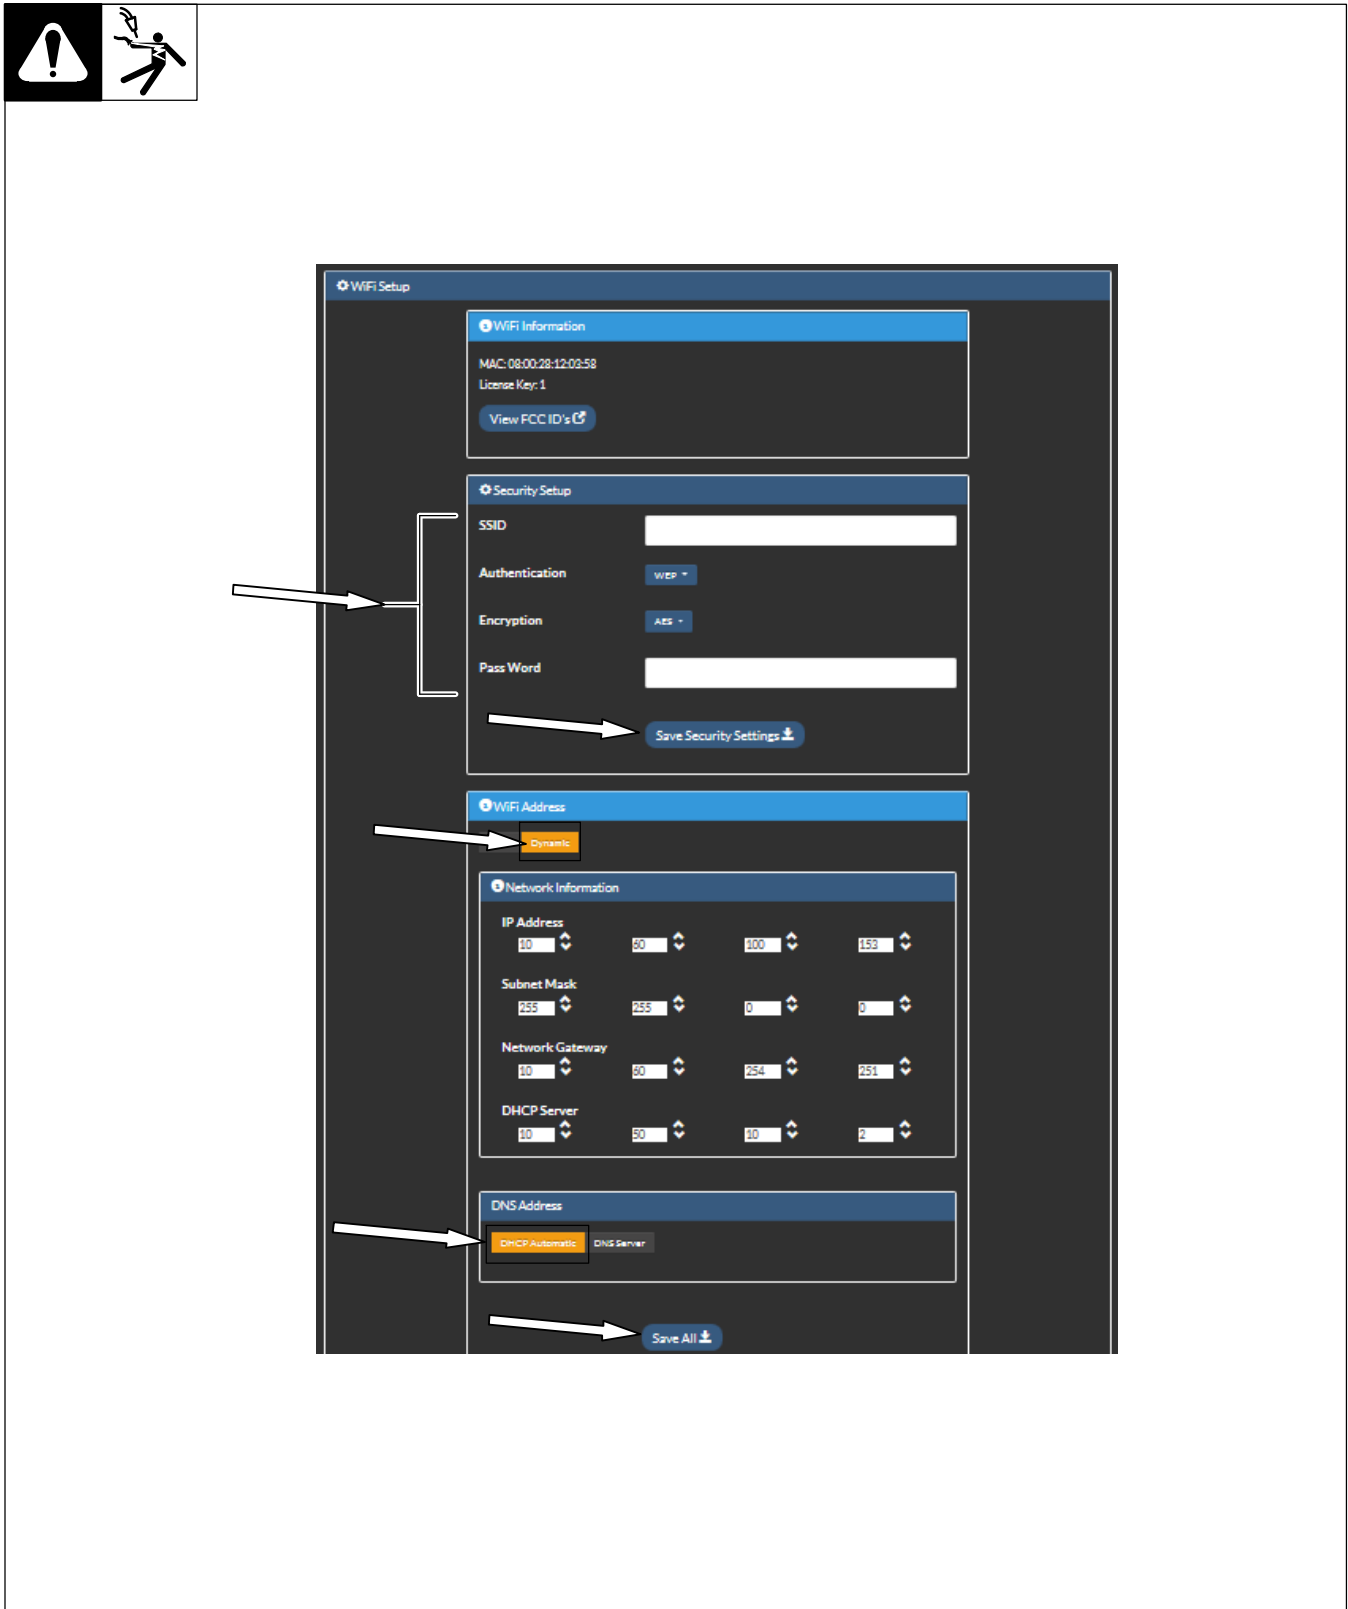 WiFi Setup
WiFi Information
MAC: 08:00:28:12:03:58
License Key: 1
View FCC ID's
Security Setup
SSID
Authentication WEP
Encryption AES
Pass Word
Save Security Settings
WiFi Address
Dynamic
Network Information
IP Address
10 60 100 153
Subnet Mask
255 255 0 0
Network Gateway
10 60 254 251
DHCP Server
10 50 10 2
DNS Address
DHCP Automatic DNS Server
Save All